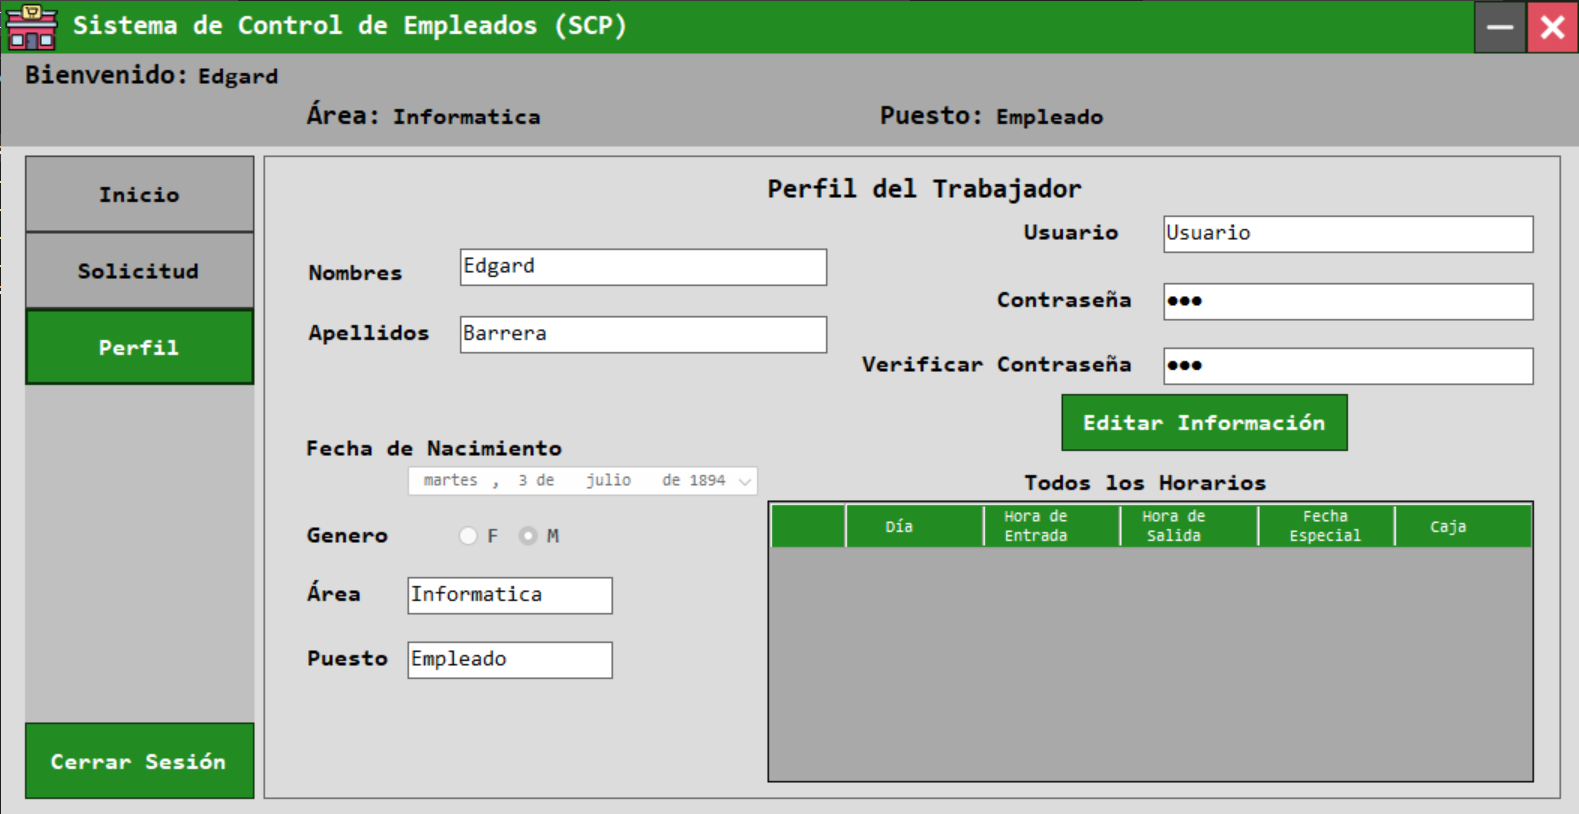 Sistema de Control de Empleados (SCP)
Bienvenido: Edgard
Área: Informatica
Puesto: Empleado
Inicio
Solicitud
Perfil
Cerrar Sesión
Perfil del Trabajador
Nombres Edgard
Apellidos Barrera
Usuario Usuario
Contraseña ●●●
Verificar Contraseña ●●●
Editar Información
Fecha de Nacimiento
martes , 3 de julio de 1894
Genero F M
Área Informatica
Puesto Empleado
Todos los Horarios
Día
Hora de
Entrada
Hora de
Salida
Fecha
Especial
Caja